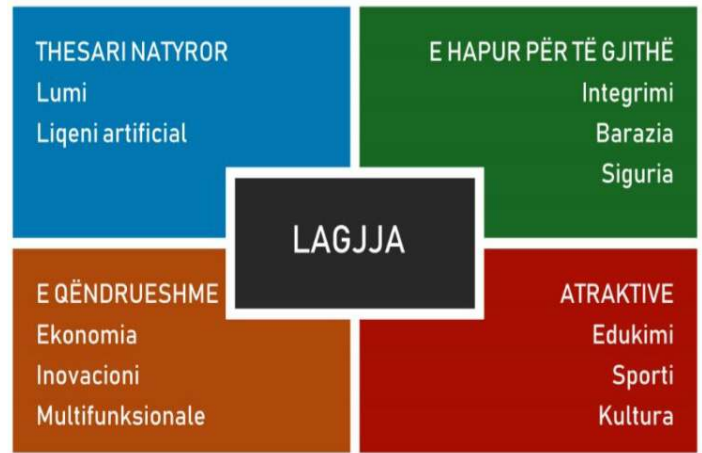 THESARI NATYROR
Lumi
Liqeni artificial
E HAPUR PËR TË GJITHË
Integrimi
Barazia
Siguria
LAGJJA
E QËNDRUESHME
Ekonomia
Inovacioni
Multifunksionale
ATRAKTIVE
Edukimi
Sporti
Kultura